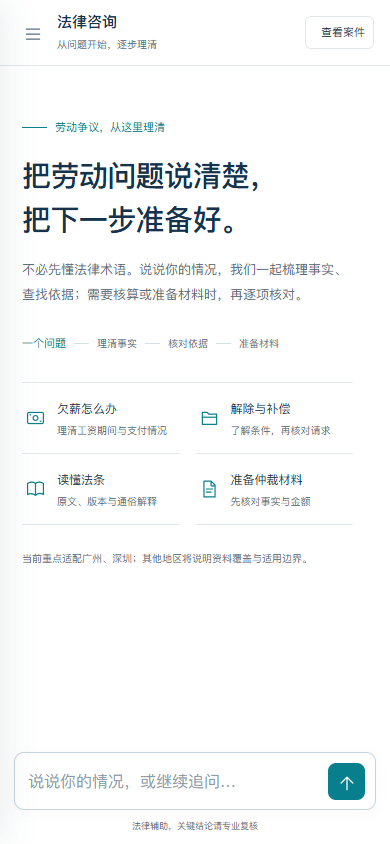 法律咨询
从问题开始，逐步理清
查看案件
劳动争议，从这里理清
把劳动问题说清楚，
把下一步准备好。
不必先懂法律术语。说说你的情况，我们一起梳理事实、
查找依据；需要核算或准备材料时，再逐项核对。
一个问题 理清事实 核对依据 准备材料
欠薪怎么办
理清工资期间与支付情况
解除与补偿
了解条件，再核对请求
读懂法条
原文、版本与通俗解释
准备仲裁材料
先核对事实与金额
当前重点适配广州、深圳；其他地区将说明资料覆盖与适用边界。
说说你的情况，或继续追问…
法律辅助，关键结论请专业复核